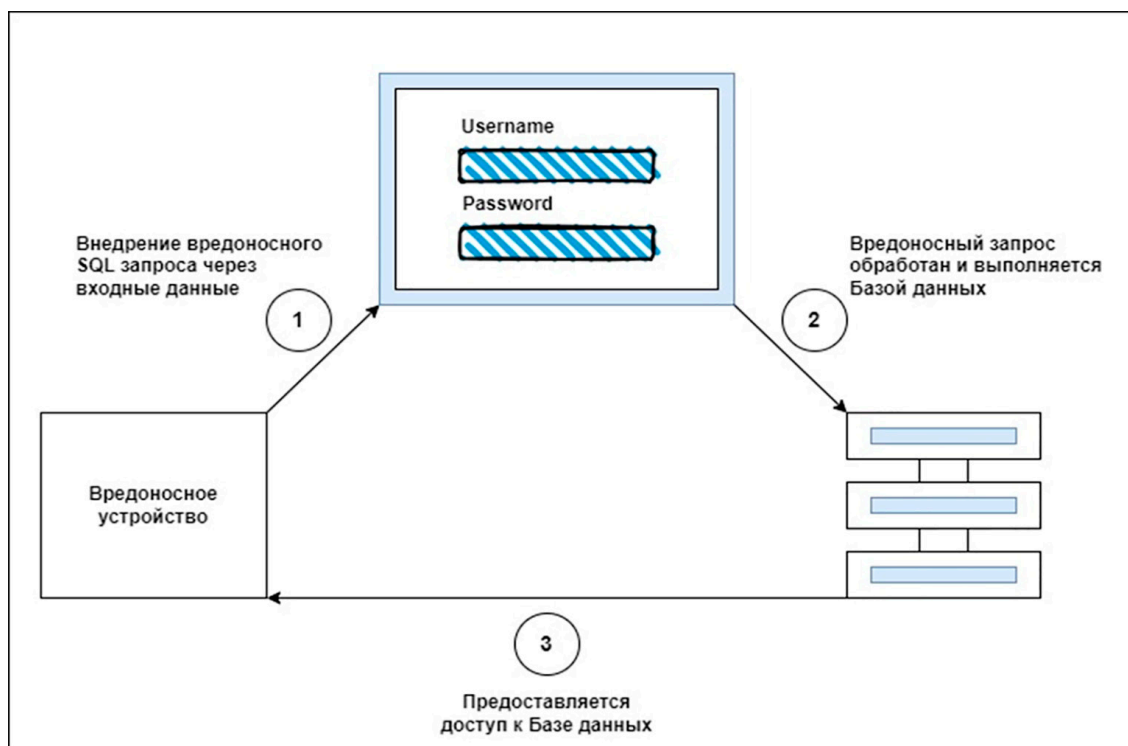 Username
Password
Внедрение вредоносного
SQL запроса через
входные данные
1
Вредоносный запрос
обработан и выполняется
Базой данных
2
Вредоносное
устройство
3
Предоставляется
доступ к Базе данных